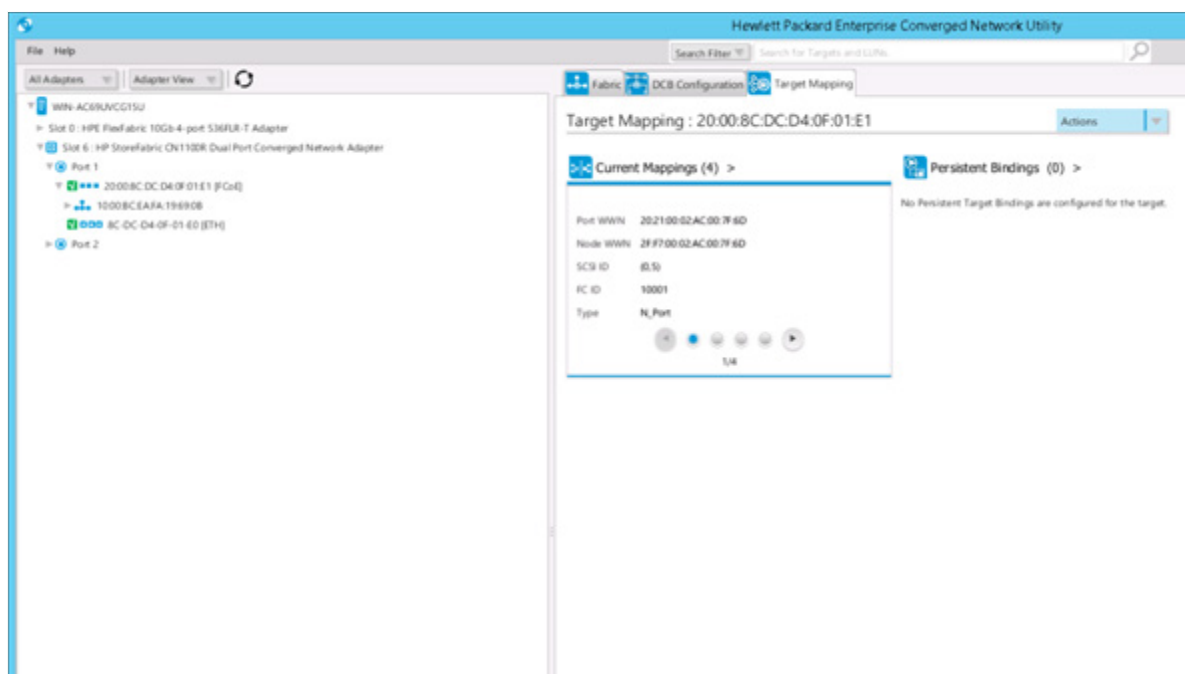 Hewlett Packard Enterprise Converged Network Utility
File Help
Search Filter Search for Targets and LUNs.
All Adapters Adapter View
Fabric DCB Configuration Target Mapping
WIN-AC69UVCG1SU
Slot 0 : HPE FlexFabric 10Gb 4-port 536FLR-T Adapter
Slot 6 : HP StoreFabric CN1100R Dual Port Converged Network Adapter
Port 1
20:00:8C:DC:D4:0F:01:E1 [FCoE]
10:00:8C:EA:FA:19:69:0B
8C-DC-D4-0F-01-E0 [ETH]
Port 2
Target Mapping : 20:00:8C:DC:D4:0F:01:E1
Actions
Current Mappings (4) >
Port WWN 20:21:00:02:AC:00:7F:6D
Node WWN 2F:F7:00:02:AC:00:7F:6D
SCSI ID (0,5)
FC ID 10001
Type N_Port
1/4
Persistent Bindings (0) >
No Persistent Target Bindings are configured for the target.